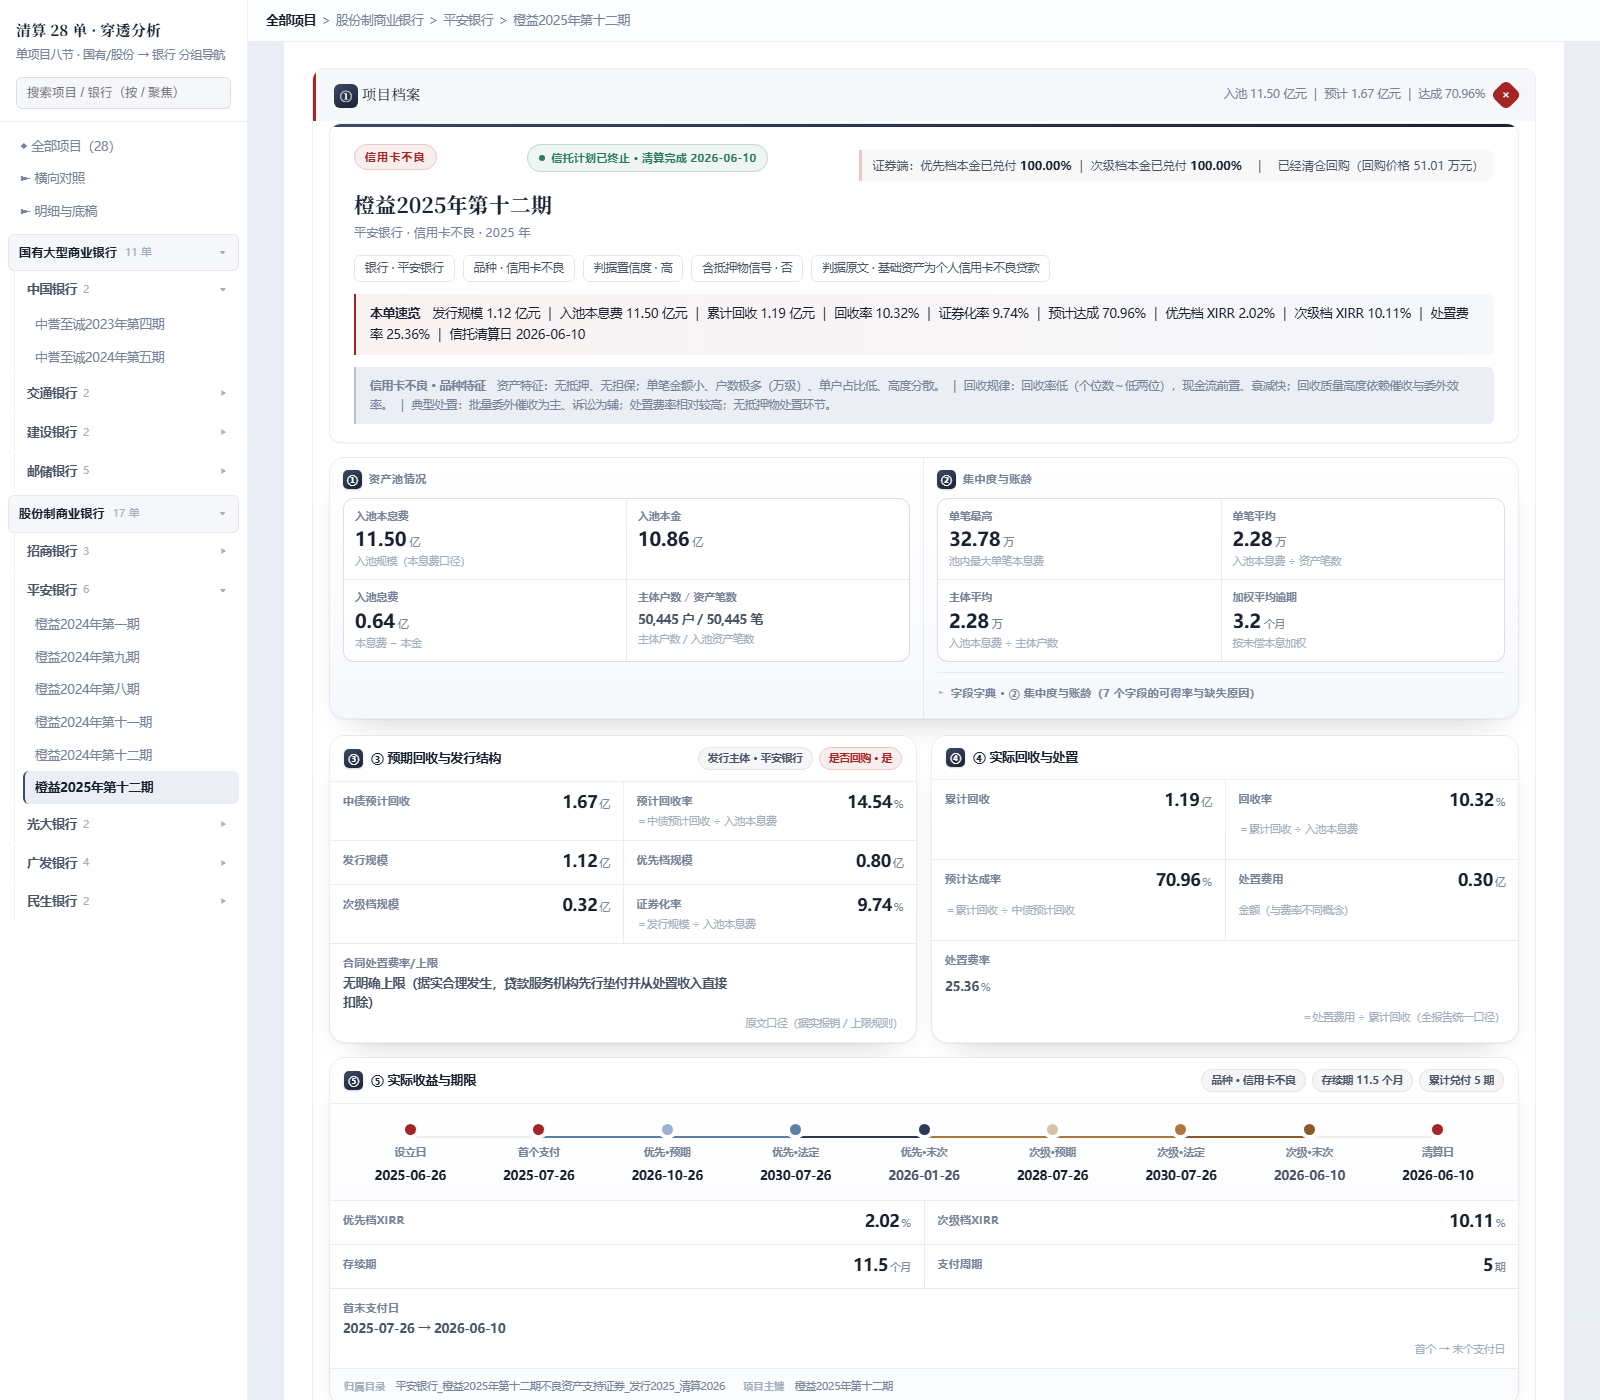 清算 28 单 · 穿透分析
单项目八节 · 国有/股份 → 银行 分组导航
搜索项目 / 银行（按 / 聚焦）
◆ 全部项目（28）
► 横向对照
► 明细与底稿
国有大型商业银行 11 单
中国银行 2
中誉至诚2023年第四期
中誉至诚2024年第五期
交通银行 2
建设银行 2
邮储银行 5
股份制商业银行 17 单
招商银行 3
平安银行 6
橙益2024年第一期
橙益2024年第九期
橙益2024年第八期
橙益2024年第十一期
橙益2024年第十二期
橙益2025年第十二期
光大银行 2
广发银行 4
民生银行 2
全部项目 > 股份制商业银行 > 平安银行 > 橙益2025年第十二期
① 项目档案
入池 11.50 亿元 | 预计 1.67 亿元 | 达成 70.96%
信用卡不良
● 信托计划已终止 • 清算完成 2026-06-10
证券端：优先档本金已兑付 100.00% | 次级档本金已兑付 100.00% | 已经清仓回购（回购价格 51.01 万元）
橙益2025年第十二期
平安银行 · 信用卡不良 · 2025 年
银行 · 平安银行
品种 · 信用卡不良
判据置信度 · 高
含抵押物信号 · 否
判据原文 · 基础资产为个人信用卡不良贷款
本单速览 发行规模 1.12 亿元 | 入池本息费 11.50 亿元 | 累计回收 1.19 亿元 | 回收率 10.32% | 证券化率 9.74% | 预计达成 70.96% | 优先档 XIRR 2.02% | 次级档 XIRR 10.11% | 处置费
率 25.36% | 信托清算日 2026-06-10
信用卡不良 • 品种特征 资产特征：无抵押、无担保；单笔金额小、户数极多（万级）、单户占比低、高度分散。 | 回收规律：回收率低（个位数～低两位），现金流前置、衰减快；回收质量高度依赖催收与委外效
率。 | 典型处置：批量委外催收为主、诉讼为辅；处置费率相对较高；无抵押物处置环节。
① 资产池情况
入池本息费
11.50 亿
入池规模（本息费口径）
入池本金
10.86 亿
入池息费
0.64 亿
本息费 − 本金
主体户数 / 资产笔数
50,445 户 / 50,445 笔
主体户数 / 入池资产笔数
② 集中度与账龄
单笔最高
32.78 万
池内最大单笔本息费
单笔平均
2.28 万
入池本息费 ÷ 资产笔数
主体平均
2.28 万
入池本息费 ÷ 主体户数
加权平均逾期
3.2 个月
按未偿本息加权
字段字典 • ② 集中度与账龄（7 个字段的可得率与缺失原因）
③ ③ 预期回收与发行结构
发行主体 • 平安银行
是否回购 • 是
中债预计回收 1.67 亿
预计回收率 14.54 %
＝中债预计回收 ÷ 入池本息费
发行规模 1.12 亿
优先档规模 0.80 亿
次级档规模 0.32 亿
证券化率 9.74 %
＝发行规模 ÷ 入池本息费
合同处置费率/上限
无明确上限（据实合理发生，贷款服务机构先行垫付并从处置收入直接
扣除）
原文口径（据实报销 / 上限规则）
④ ④ 实际回收与处置
累计回收 1.19 亿
回收率 10.32 %
＝累计回收 ÷ 入池本息费
预计达成率 70.96 %
＝累计回收 ÷ 中债预计回收
处置费用 0.30 亿
金额（与费率不同概念）
处置费率
25.36 %
＝处置费用 ÷ 累计回收（全报告统一口径）
⑤ ⑤ 实际收益与期限
品种 • 信用卡不良
存续期 11.5 个月
累计兑付 5 期
设立日
2025-06-26
首个支付
2025-07-26
优先•预期
2026-10-26
优先•法定
2030-07-26
优先•末次
2026-01-26
次级•预期
2028-07-26
次级•法定
2030-07-26
次级•末次
2026-06-10
清算日
2026-06-10
优先档XIRR 2.02 %
次级档XIRR 10.11 %
存续期 11.5 个月
支付周期 5 期
首末支付日
2025-07-26 → 2026-06-10
首个 → 末个支付日
归属目录 平安银行_橙益2025年第十二期不良资产支持证券_发行2025_清算2026 项目主键 橙益2025年第十二期